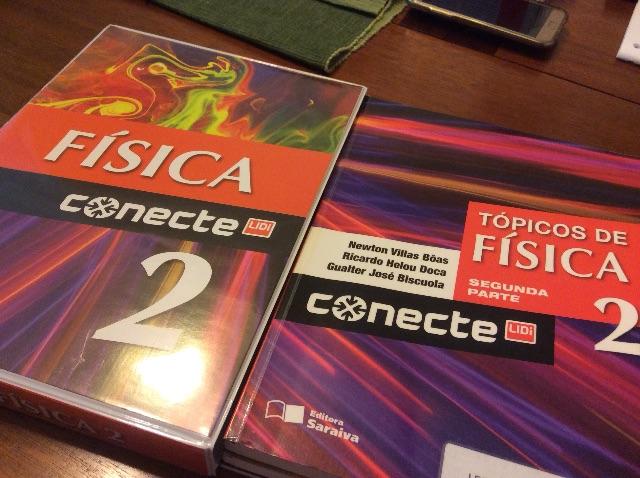 FÍSICA
conecte LIDi
2
FÍSICA 2
TÓPICOS DE
FÍSICA
SEGUNDA
PARTE 2
Newton Villas Bôas
Ricardo Helou Doca
Gualter José Biscuola
conecte LIDi
Editora
Saraiva